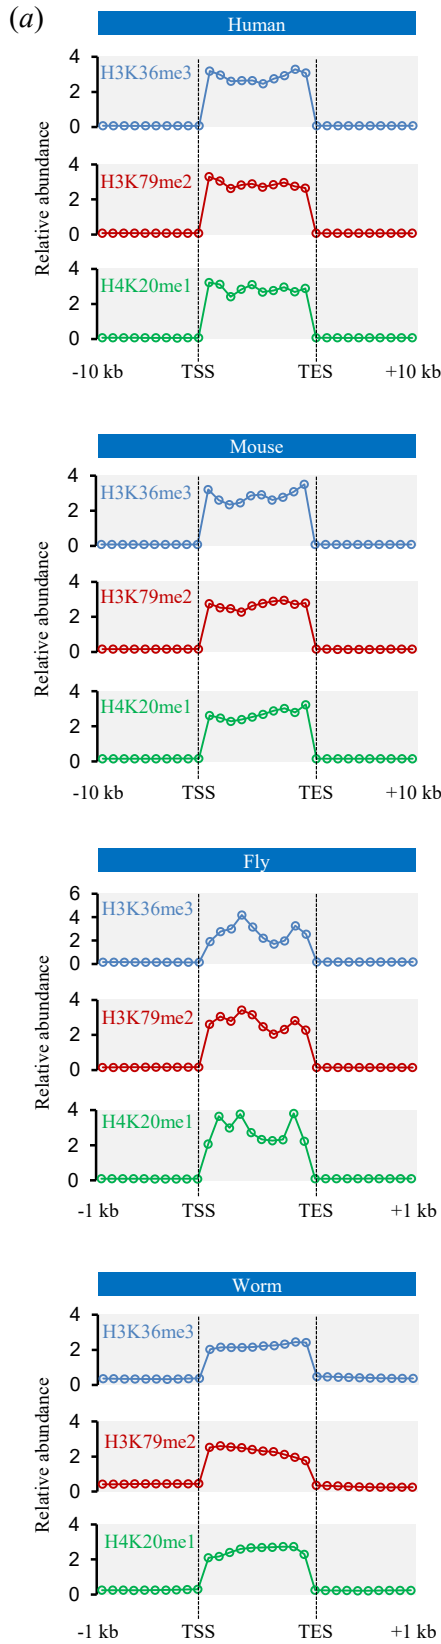 (a)
Human
Relative abundance
4
H3K36me3
2
0
4
H3K79me2
2
0
4
H4K20me1
2
0
-10 kb TSS TES +10 kb
Mouse
Relative abundance
4
H3K36me3
2
0
4
H3K79me2
2
0
4
H4K20me1
2
0
-10 kb TSS TES +10 kb
Fly
Relative abundance
6
H3K36me3
4
2
0
4
H3K79me2
2
0
4
H4K20me1
2
0
-1 kb TSS TES +1 kb
Worm
Relative abundance
4
H3K36me3
2
0
4
H3K79me2
2
0
4
H4K20me1
2
0
-1 kb TSS TES +1 kb